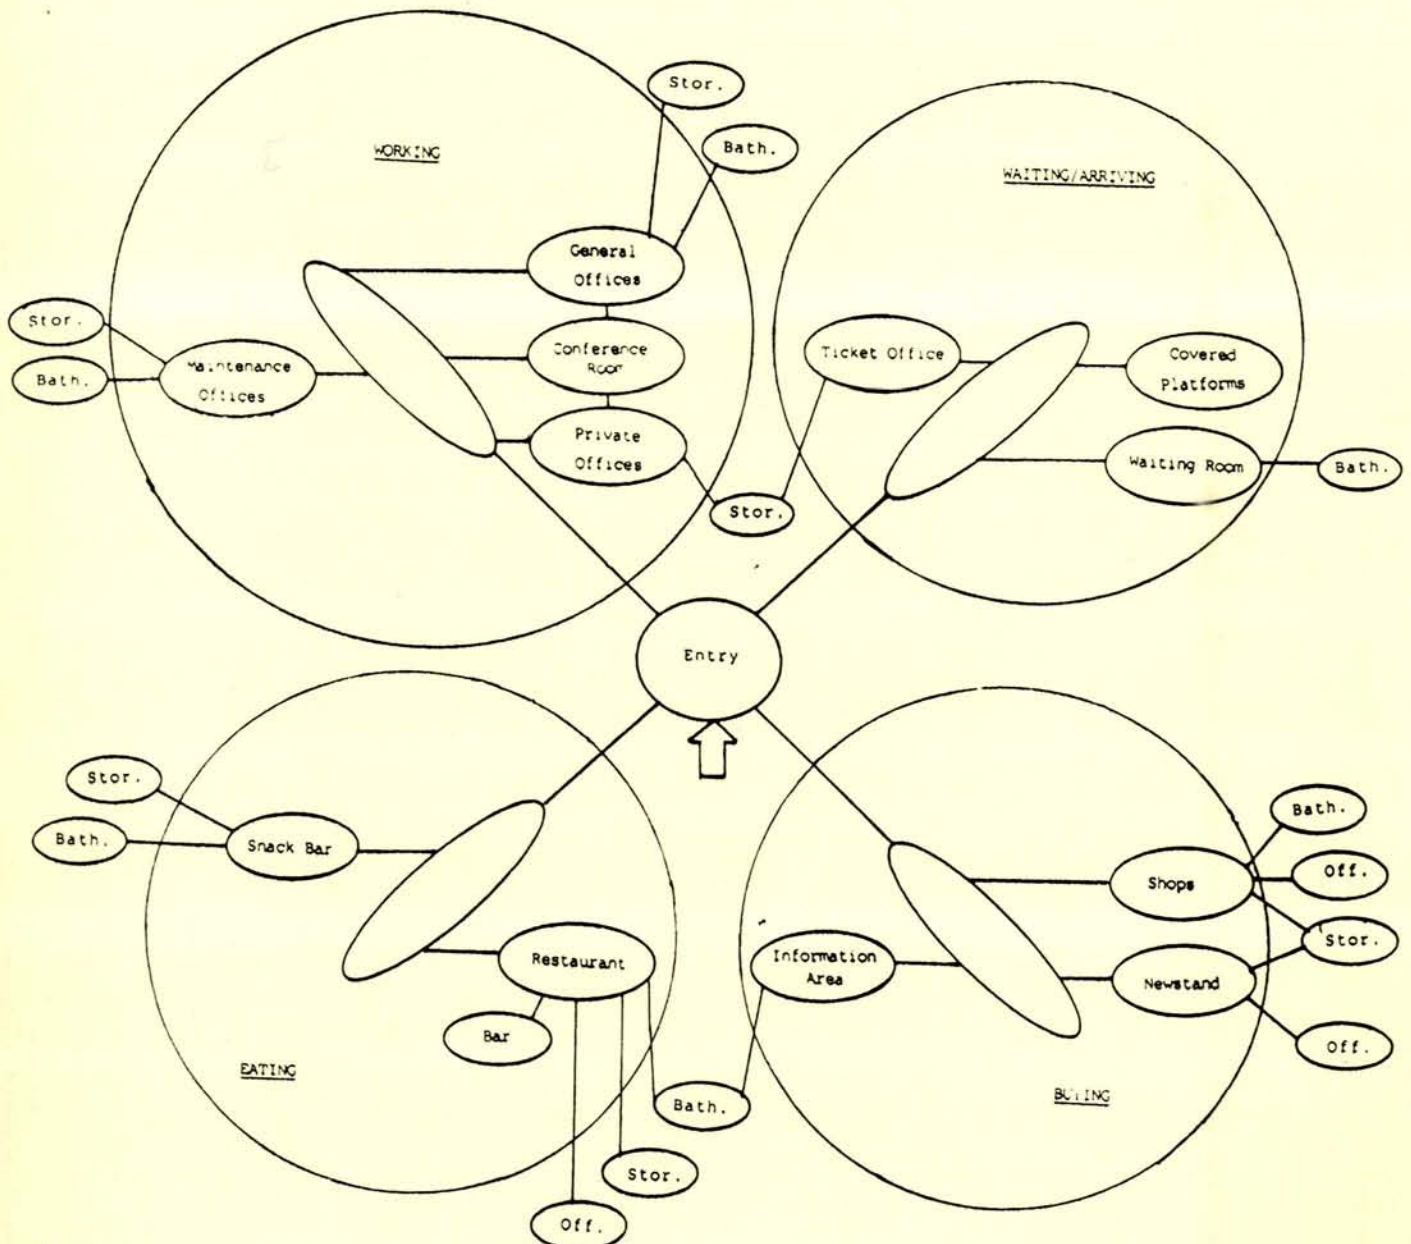 Stor.
WORKING
Bath.
WAITING/ARRIVING
General
Offices
Stor.
Conference
Room
Ticket Office
Covered
Platforms
Bath.
Maintenance
Offices
Private
Offices
Waiting Room
Bath.
Stor.
Entry
Stor.
Bath.
Snack Bar
Bath.
Shops
Off.
Restaurant
Information
Area
Stor.
Newstand
Bar
Off.
EATING
BUYING
Bath.
Stor.
Off.